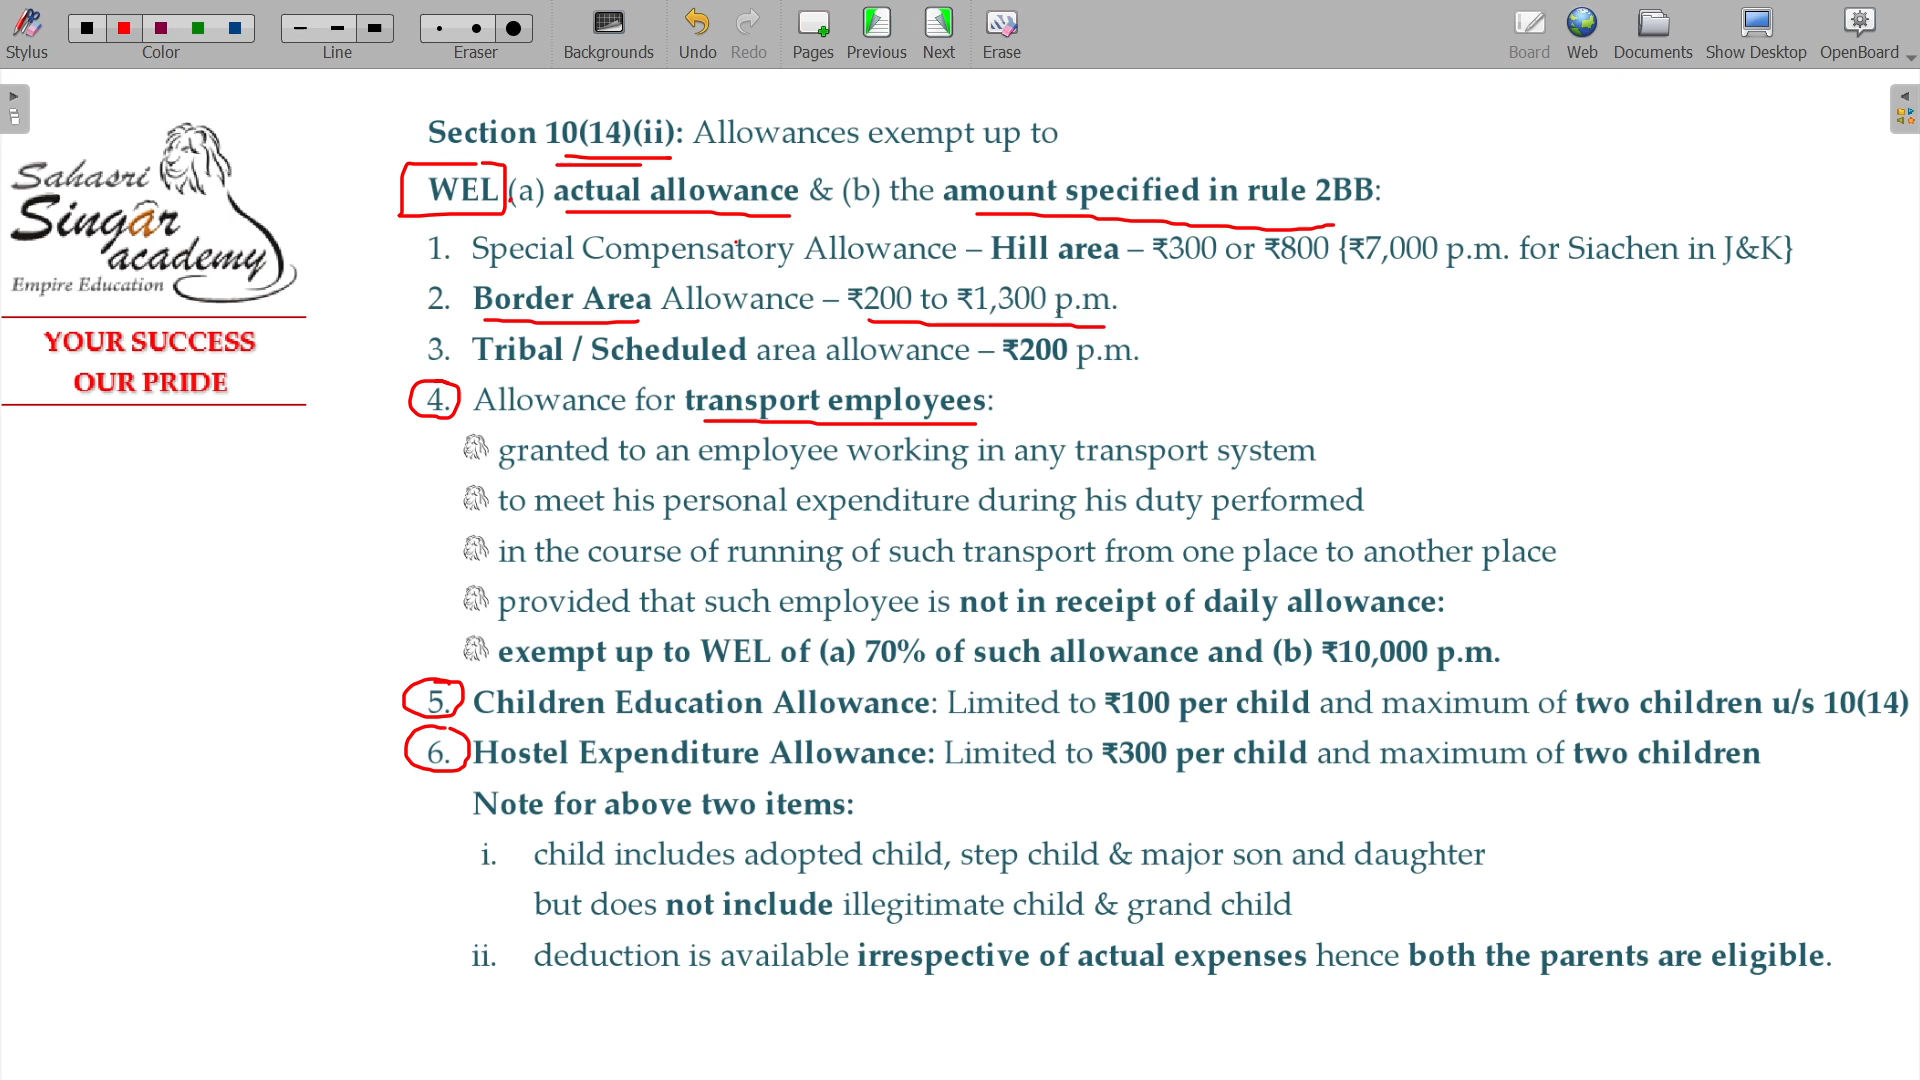 Stylus
Color
Line
Eraser
Backgrounds
Undo
Redo
Pages
Previous
Next
Erase
Board
Web
Documents
Show Desktop
OpenBoard
Sahasri
Singar
academy
Empire Education
YOUR SUCCESS
OUR PRIDE
Section 10(14)(ii): Allowances exempt up to
WEL (a) actual allowance & (b) the amount specified in rule 2BB:
1. Special Compensatory Allowance – Hill area – ₹300 or ₹800 {₹7,000 p.m. for Siachen in J&K}
2. Border Area Allowance – ₹200 to ₹1,300 p.m.
3. Tribal / Scheduled area allowance – ₹200 p.m.
4. Allowance for transport employees:
granted to an employee working in any transport system
to meet his personal expenditure during his duty performed
in the course of running of such transport from one place to another place
provided that such employee is not in receipt of daily allowance:
exempt up to WEL of (a) 70% of such allowance and (b) ₹10,000 p.m.
5. Children Education Allowance: Limited to ₹100 per child and maximum of two children u/s 10(14)
6. Hostel Expenditure Allowance: Limited to ₹300 per child and maximum of two children
Note for above two items:
i. child includes adopted child, step child & major son and daughter
but does not include illegitimate child & grand child
ii. deduction is available irrespective of actual expenses hence both the parents are eligible.